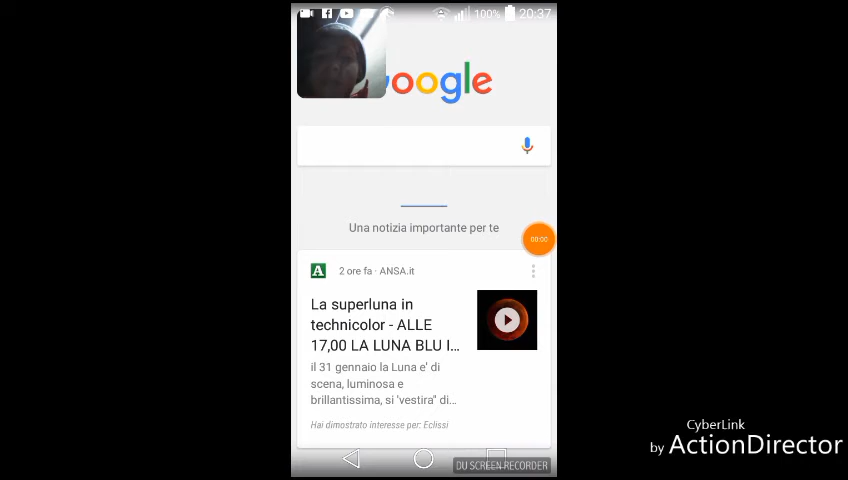 100% 20:37
oogle
Una notizia importante per te
00:00
2 ore fa · ANSA.it
La superluna in
technicolor - ALLE
17,00 LA LUNA BLU I...
il 31 gennaio la Luna e' di
scena, luminosa e
brillantissima, si 'vestira" di...
Hai dimostrato interesse per: Eclissi
DU SCREEN RECORDER
CyberLink
by ActionDirector